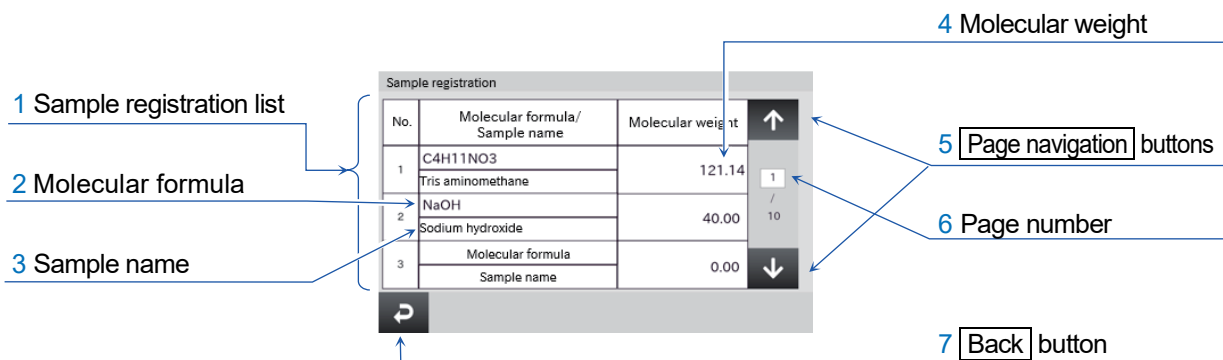 4 Molecular weight
Sample registration
1 Sample registration list
No.
Molecular formula/
Sample name
Molecular weight
5 Page navigation buttons
1
C4H11NO3
Tris aminomethane
121.14
1
/
10
2 Molecular formula
2
NaOH
Sodium hydroxide
40.00
6 Page number
3 Sample name
3
Molecular formula
Sample name
0.00
7 Back button